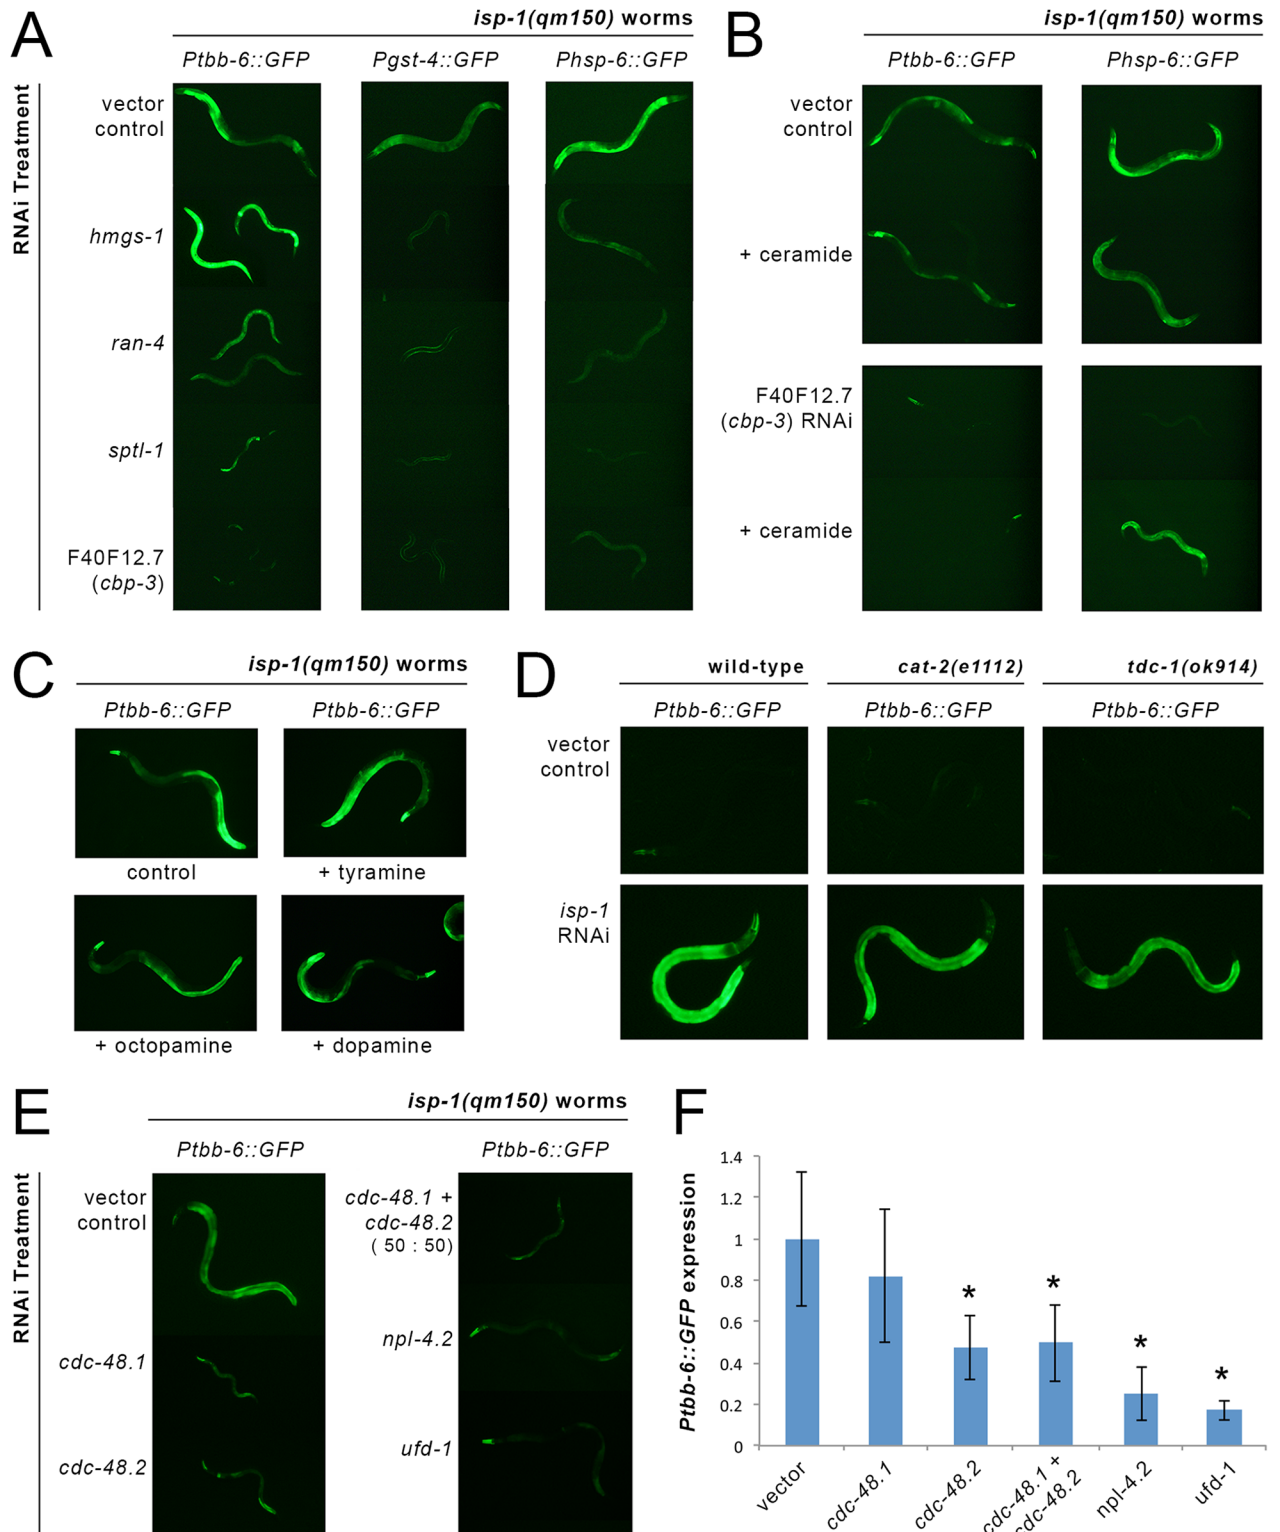 A
isp-1(qm150) worms
Ptbb-6::GFP
Pgst-4::GFP
Phsp-6::GFP
RNAi Treatment
vector
control
hmgs-1
ran-4
sptl-1
F40F12.7
(cbp-3)
B
isp-1(qm150) worms
Ptbb-6::GFP
Phsp-6::GFP
vector
control
+ ceramide
F40F12.7
(cbp-3) RNAi
+ ceramide
C
isp-1(qm150) worms
Ptbb-6::GFP
Ptbb-6::GFP
control
+ tyramine
+ octopamine
+ dopamine
D
wild-type
cat-2(e1112)
tdc-1(ok914)
Ptbb-6::GFP
Ptbb-6::GFP
Ptbb-6::GFP
vector
control
isp-1
RNAi
E
isp-1(qm150) worms
Ptbb-6::GFP
Ptbb-6::GFP
RNAi Treatment
vector
control
cdc-48.1
cdc-48.2
cdc-48.1 +
cdc-48.2
( 50 : 50)
npl-4.2
ufd-1
F
Ptbb-6::GFP expression
1.4
1.2
1
0.8
0.6
0.4
0.2
0
*
*
*
*
vector
cdc-48.1
cdc-48.2
cdc-48.1 +
cdc-48.2
npl-4.2
ufd-1